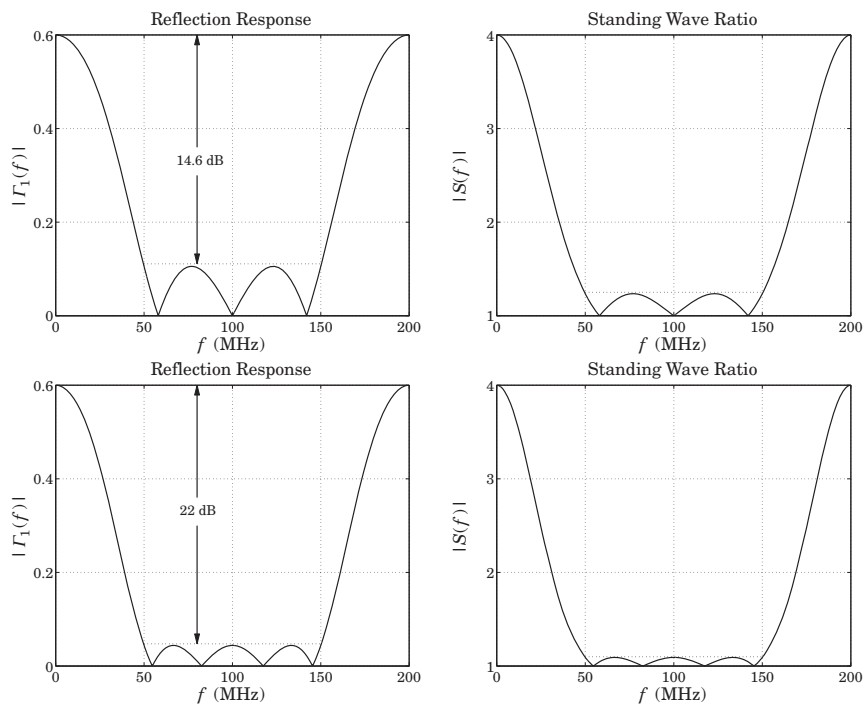 Reflection Response
0.6
0.4
0.2
0
| Γ1(f) |
14.6 dB
0 50 100 150 200
f (MHz)
Standing Wave Ratio
4
3
2
1
| S(f) |
0 50 100 150 200
f (MHz)
Reflection Response
0.6
0.4
0.2
0
| Γ1(f) |
22 dB
0 50 100 150 200
f (MHz)
Standing Wave Ratio
4
3
2
1
| S(f) |
0 50 100 150 200
f (MHz)